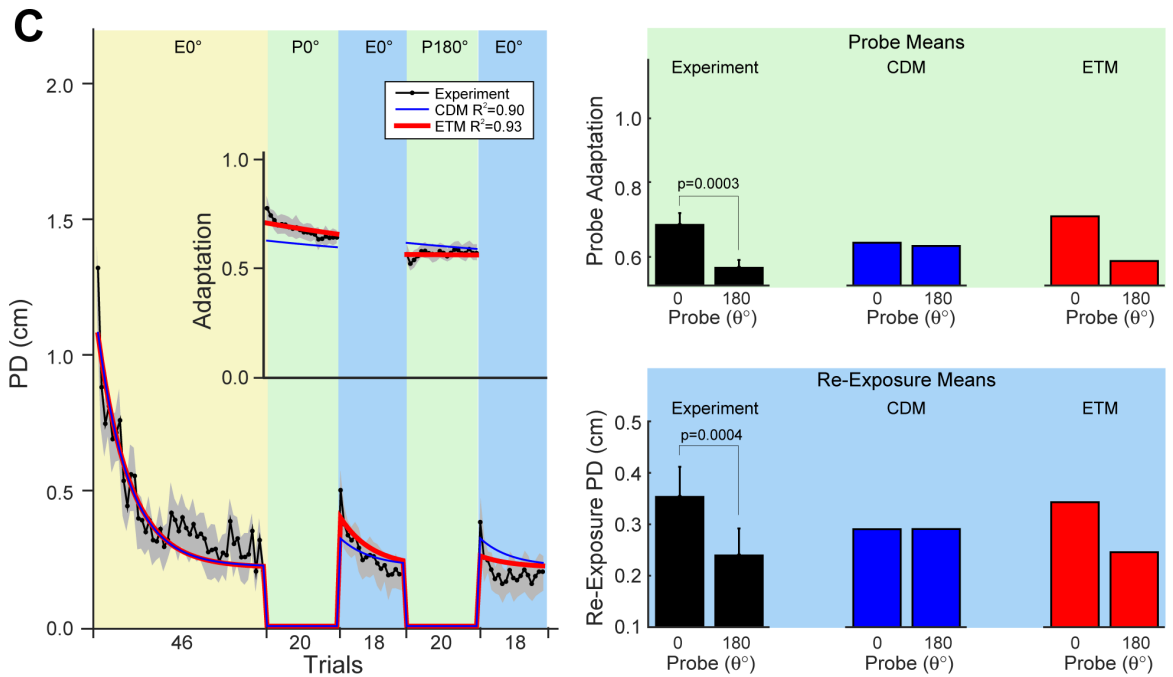 C
E0° P0° E0° P180° E0°
Experiment
CDM R²=0.90
ETM R²=0.93
PD (cm)
2.0
1.5
1.0
0.5
0.0
Adaptation
1.0
0.5
0.0
46 20 18 20 18
Trials
Probe Means
Experiment CDM ETM
p=0.0003
Probe Adaptation
1.0
0.8
0.6
0 180 0 180 0 180
Probe (θ°) Probe (θ°) Probe (θ°)
Re-Exposure Means
Experiment CDM ETM
p=0.0004
Re-Exposure PD (cm)
0.5
0.4
0.3
0.2
0.1
0 180 0 180 0 180
Probe (θ°) Probe (θ°) Probe (θ°)